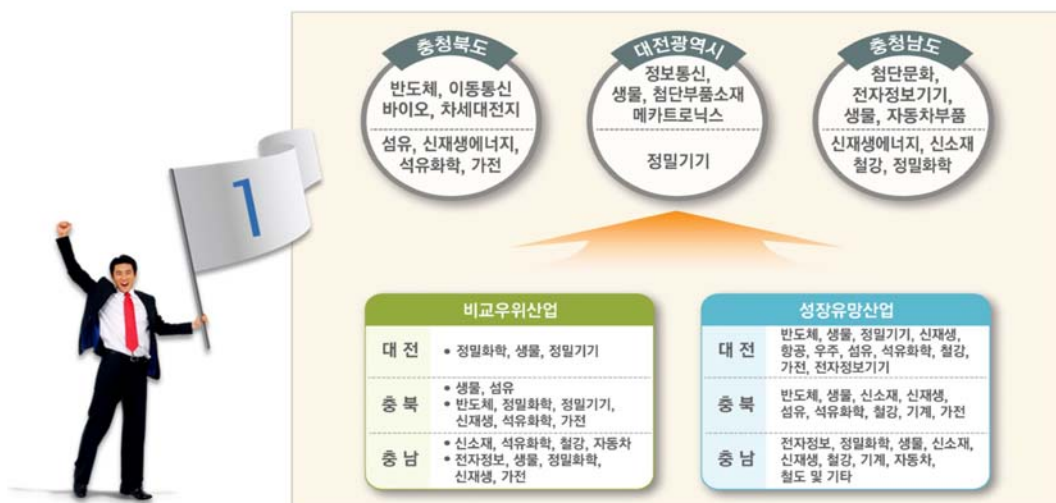 충청북도
반도체, 이동통신
바이오, 차세대전지
섬유, 신재생에너지,
석유화학, 가전
대전광역시
정보통신,
생물, 첨단부품소재
메카트로닉스
정밀기기
충청남도
첨단문화,
전자정보기기,
생물, 자동차부품
신재생에너지, 신소재
철강, 정밀화학
1
비교우위산업
대 전
• 정밀화학, 생물, 정밀기기
충 북
• 생물, 섬유
• 반도체, 정밀화학, 정밀기기,
신재생, 석유화학, 가전
충 남
• 신소재, 석유화학, 철강, 자동차
• 전자정보, 생물, 정밀화학,
신재생, 가전
성장유망산업
대 전
반도체, 생물, 정밀기기, 신재생,
항공, 우주, 섬유, 석유화학, 철강,
가전, 전자정보기기
충 북
반도체, 생물, 신소재, 신재생,
섬유, 석유화학, 철강, 기계, 가전
충 남
전자정보, 정밀화학, 생물, 신소재,
신재생, 철강, 기계, 자동차,
철도 및 기타